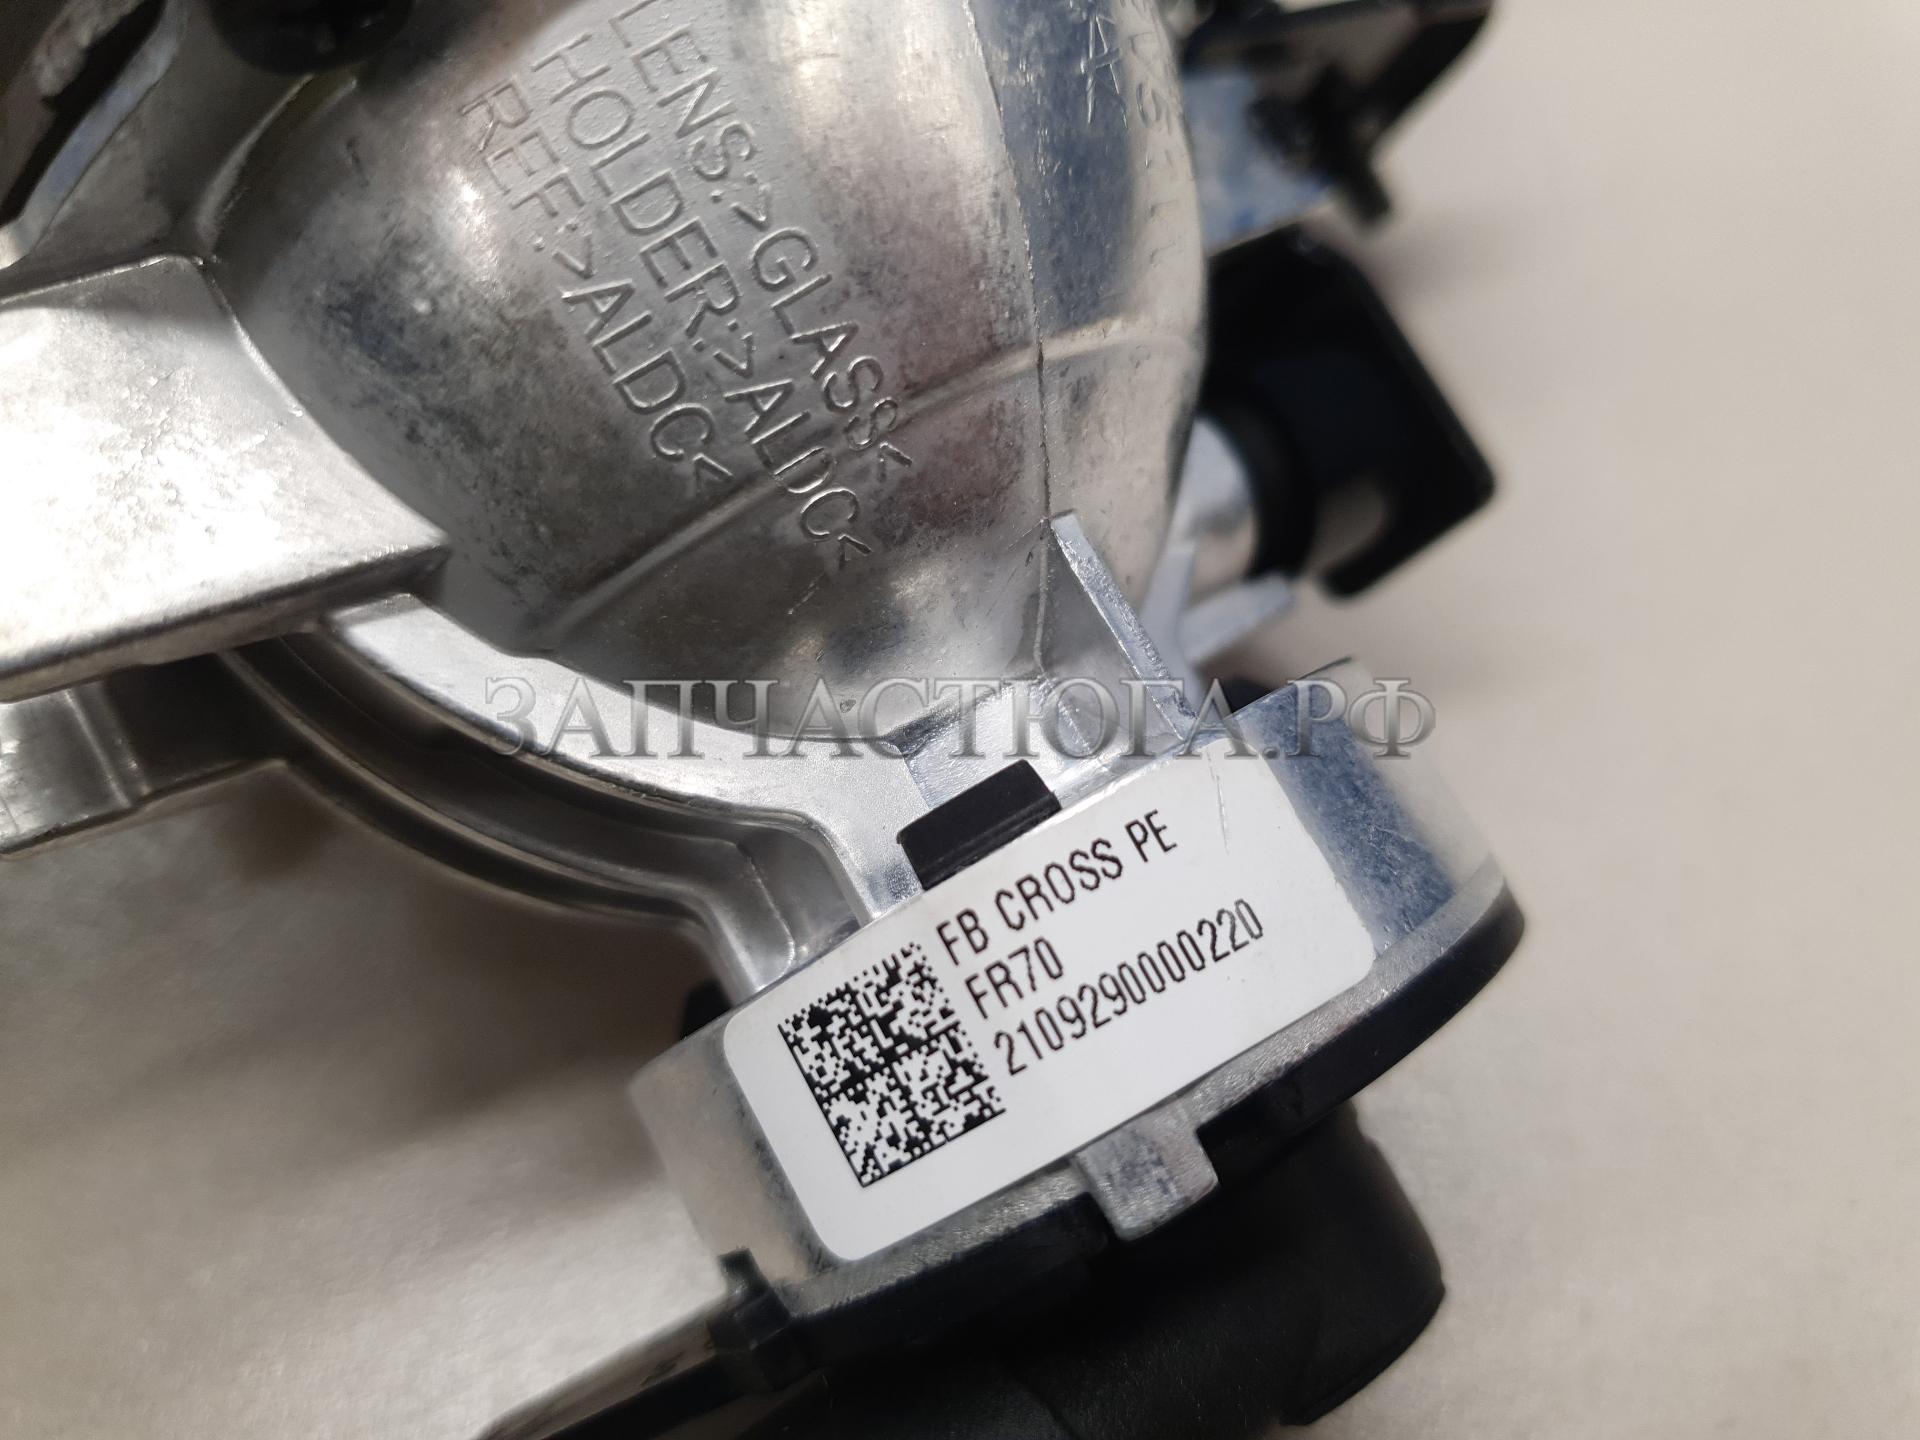 LENS:>GLASS<
HOLDER:>ALDC<
REF:>ALDC<
ЗАПЧАСТЮГА.РФ
FB CROSS PE
FR70
210929000220